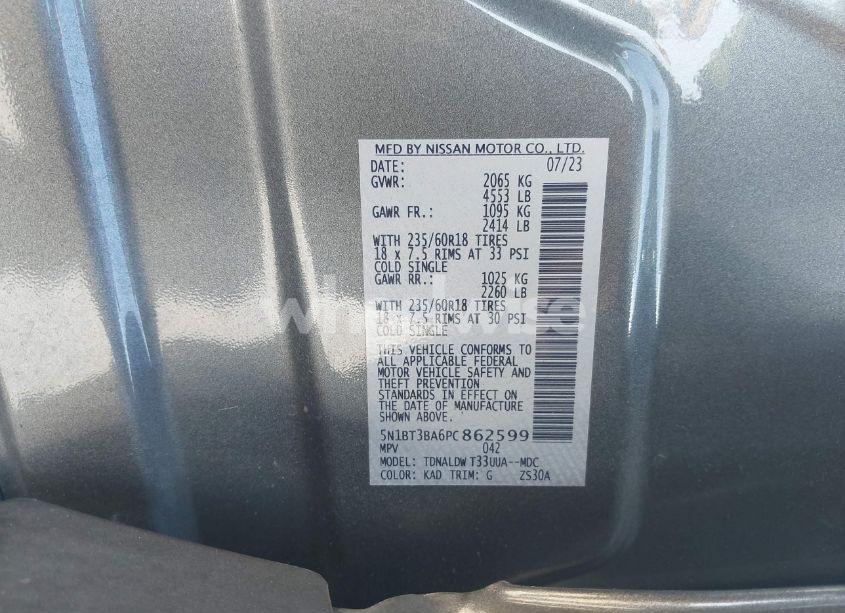 MFD BY NISSAN MOTOR CO., LTD.
DATE: 07/23
GVWR: 2065 KG
4553 LB
GAWR FR.: 1095 KG
2414 LB
WITH 235/60R18 TIRES
18 x 7.5 RIMS AT 33 PSI
COLD SINGLE
GAWR RR.: 1025 KG
2260 LB
WITH 235/60R18 TIRES
18 x 7.5 RIMS AT 30 PSI
COLD SINGLE
THIS VEHICLE CONFORMS TO
ALL APPLICABLE FEDERAL
MOTOR VEHICLE SAFETY AND
THEFT PREVENTION
STANDARDS IN EFFECT ON
THE DATE OF MANUFACTURE
SHOWN ABOVE.
5N1BT3BA6PC862599
MPV 042
MODEL: TDNALDW T33UUA--MDC
COLOR: KAD TRIM: G ZS30A